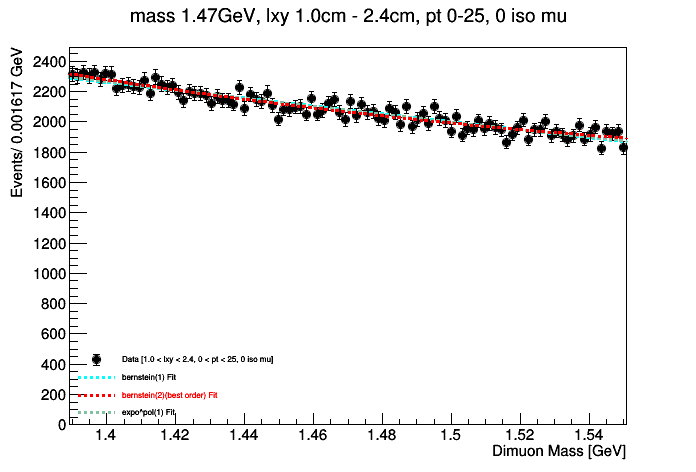 mass 1.47GeV, lxy 1.0cm - 2.4cm, pt 0-25, 0 iso mu
Events/ 0.001617 GeV
2400
2200
2000
1800
1600
1400
1200
1000
800
600
400
200
0
Data [1.0 < lxy < 2.4, 0 < pt < 25, 0 iso mu]
bernstein(1) Fit
bernstein(2)(best order) Fit
expo^pol(1) Fit
1.4 1.42 1.44 1.46 1.48 1.5 1.52 1.54
Dimuon Mass [GeV]